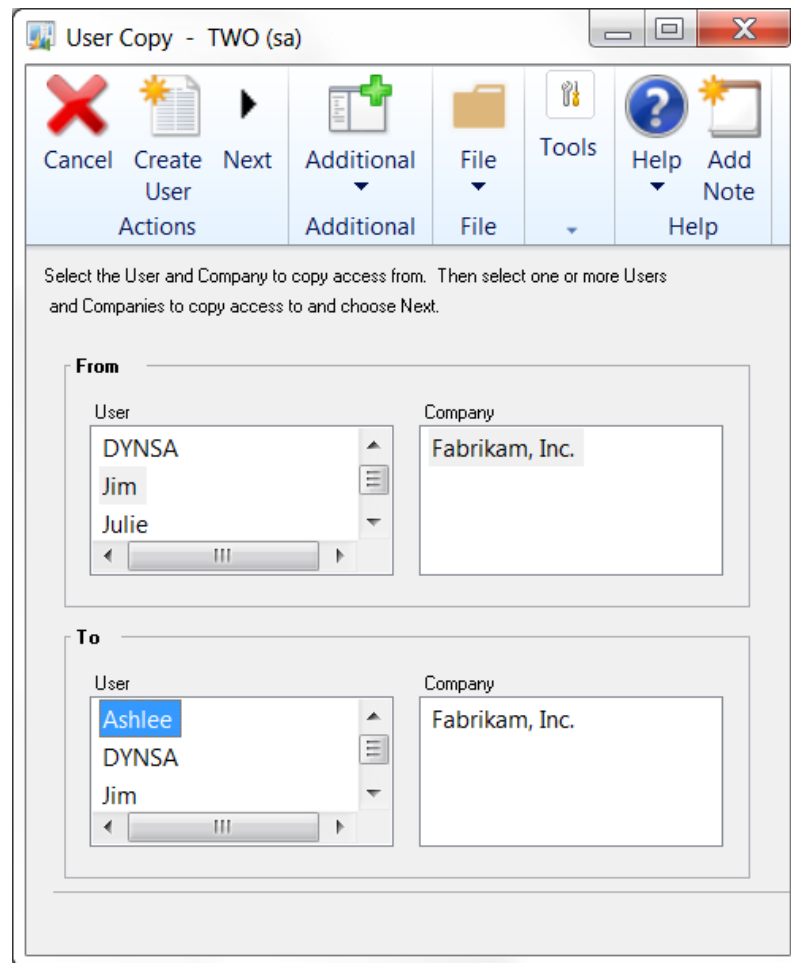 User Copy - TWO (sa)
Cancel Create User Next Additional File Tools Help Add Note
Actions Additional File Help
Select the User and Company to copy access from. Then select one or more Users
and Companies to copy access to and choose Next.
From
User Company
DYNSA Fabrikam, Inc.
Jim
Julie
To
User Company
Ashlee Fabrikam, Inc.
DYNSA
Jim